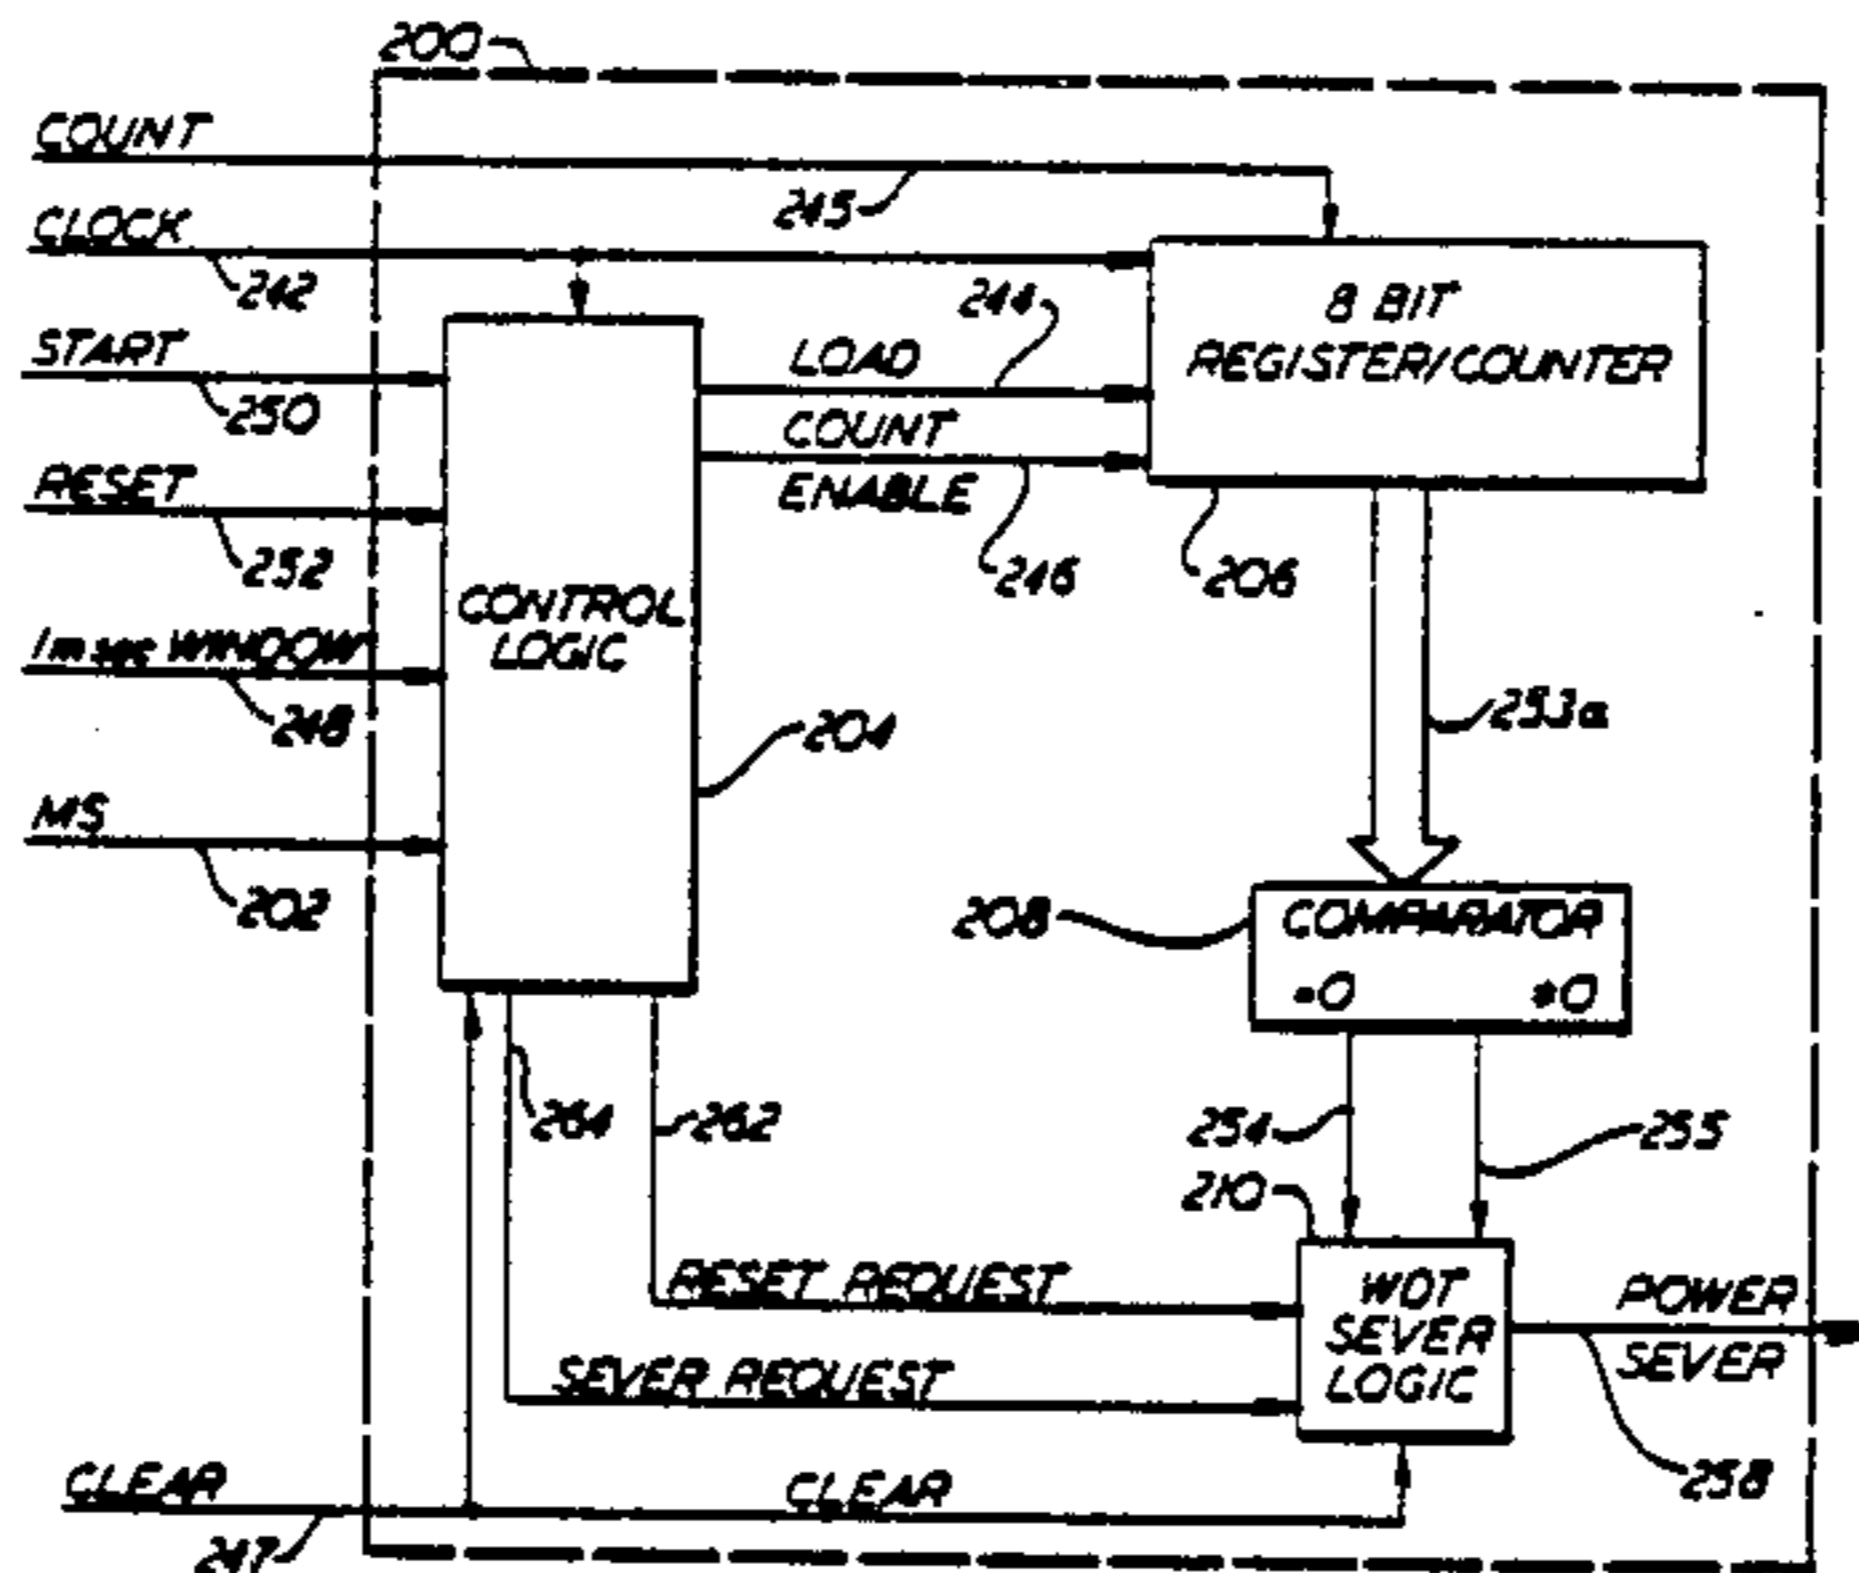 200
COUNT
245
CLOCK
242
244
8 BIT
REGISTER/COUNTER
START
250
LOAD
COUNT
ENABLE
246
206
RESET
252
CONTROL
LOGIC
1msec WINDOW
248
204
253a
MS
202
208
COMPARATOR
=0 ≠0
264
262
254
255
210
RESET REQUEST
WDT
SEVER
LOGIC
POWER
SEVER
SEVER REQUEST
258
CLEAR
CLEAR
247